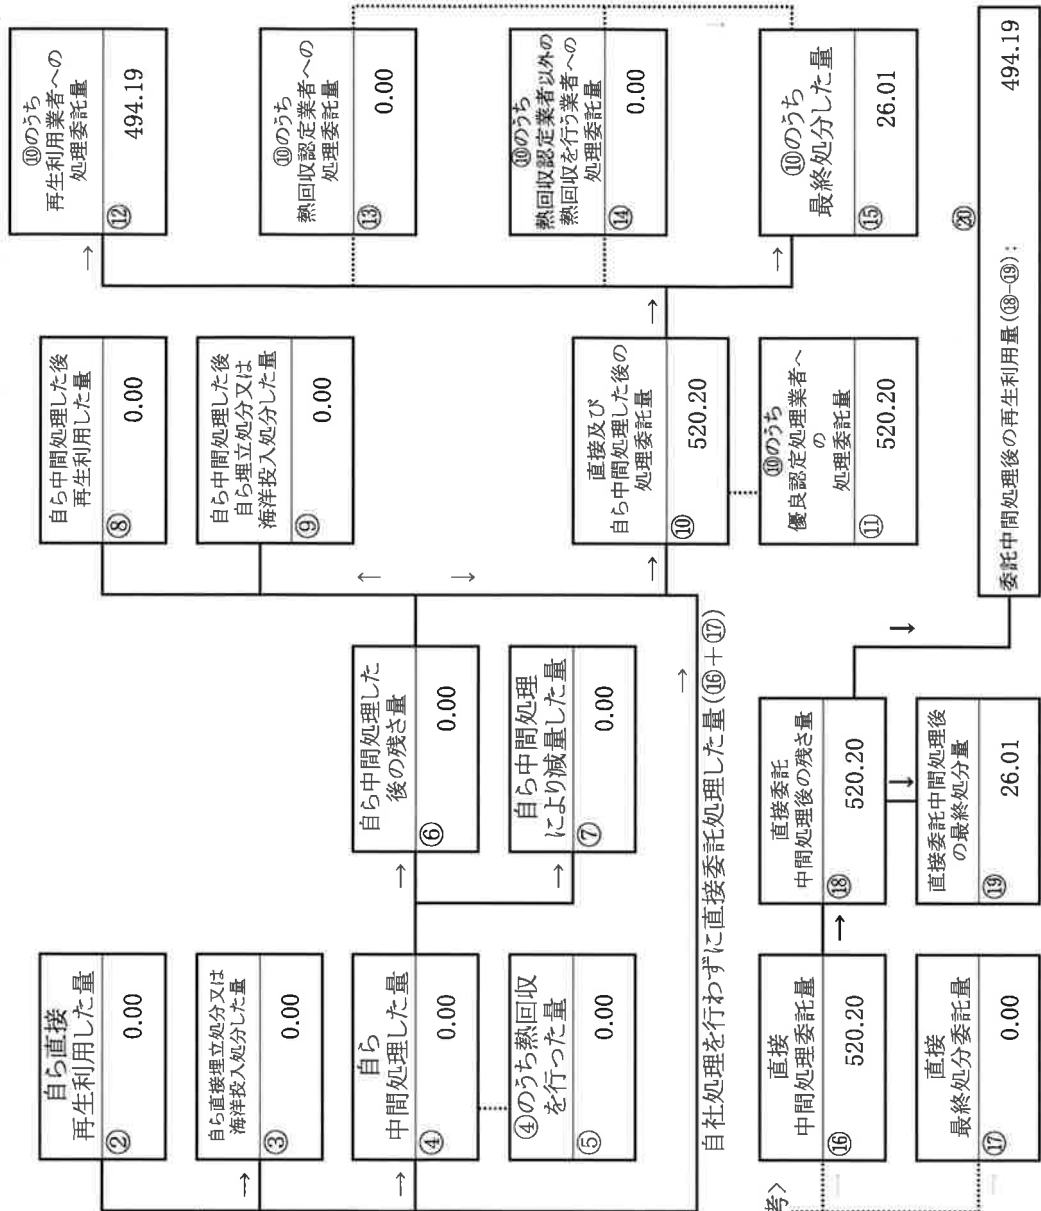 自ら直接
再生利用した量
② 0.00
自ら直接埋立処分又は
海洋投入処分した量
③ 0.00
自ら
中間処理した量
④ 0.00
④のうち熱回収
を行った量
⑤ 0.00
自ら中間処理した
後の残さ量
⑥ 0.00
自ら中間処理
により減量した量
⑦ 0.00
自ら中間処理した後
再生利用した量
⑧ 0.00
自ら中間処理した後
自ら埋立処分又は
海洋投入処分した量
⑨ 0.00
直接及び
自ら中間処理した後の
処理委託量
⑩ 520.20
⑩のうち
優良認定処理業者へ
の
処理委託量
⑪ 520.20
⑩のうち
再生利用業者への
処理委託量
⑫ 494.19
⑩のうち
熱回収認定業者への
処理委託量
⑬ 0.00
⑩のうち
熱回収認定業者以外の
熱回収を行う業者への
処理委託量
⑭ 0.00
⑩のうち
最終処分した量
⑮ 26.01
自社処理を行わずに直接委託処理した量(⑯+⑰)
考>
直接
中間処理委託量
⑯ 520.20
直接
最終処分委託量
⑰ 0.00
直接委託
中間処理後の残さ量
⑱ 520.20
直接委託中間処理後
の最終処分量
⑲ 26.01
⑳
委託中間処理後の再生利用量(⑱-⑲): 494.19